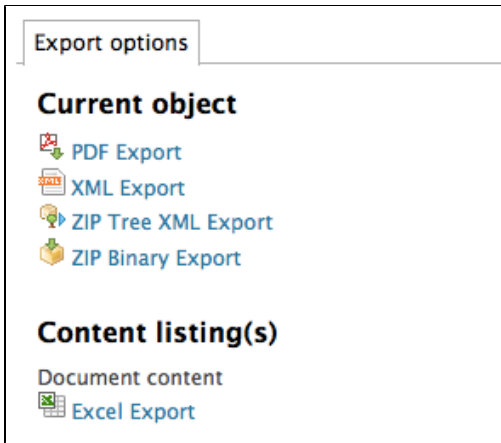 Export options
Current object
PDF Export
XML Export
ZIP Tree XML Export
ZIP Binary Export
Content listing(s)
Document content
Excel Export